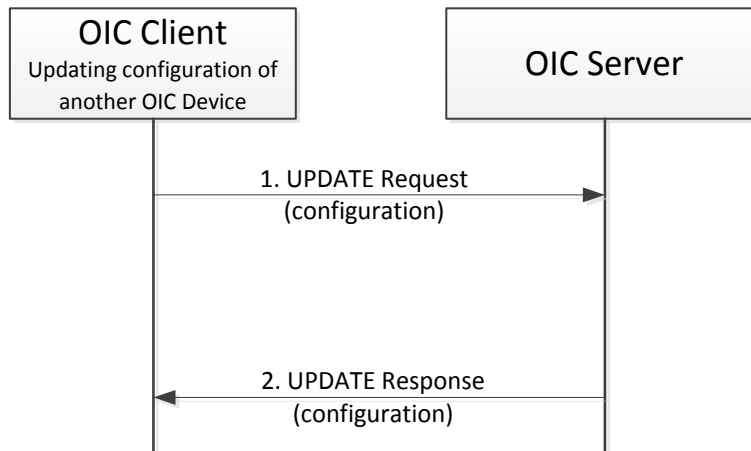 OIC Client
Updating configuration of
another OIC Device
OIC Server
1. UPDATE Request
(configuration)
2. UPDATE Response
(configuration)